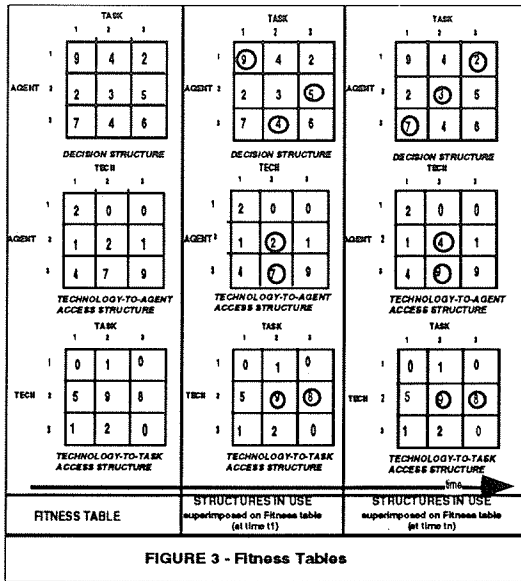 TASK
1 2 3
1 9 4 2
AGENT 2 2 3 5
3 7 4 6
DECISION STRUCTURE
TECH
1 2 3
1 2 0 0
AGENT 2 1 2 1
3 4 7 9
TECHNOLOGY-TO-AGENT
ACCESS STRUCTURE
TASK
1 2 3
1 0 1 0
TECH 2 5 9 8
3 1 2 0
TECHNOLOGY-TO-TASK
ACCESS STRUCTURE
TASK
1 2 3
1 9 4 2
AGENT 2 3 5
3 7 4 6
DECISION STRUCTURE
TECH
1 2 3
1 2 0 0
AGENT 1 2 1
3 4 7 9
TECHNOLOGY-TO-AGENT
ACCESS STRUCTURE
TASK
1 2 3
1 0 1 0
TECH 2 5 9 8
3 1 2 0
TECHNOLOGY-TO-TASK
ACCESS STRUCTURE
TASK
1 2 3
1 9 4 2
AGENT 2 3 5
3 7 4 6
DECISION STRUCTURE
TECH
1 2 3
1 2 0 0
AGENT 2 1 4 1
3 4 9 9
TECHNOLOGY-TO-AGENT
ACCESS STRUCTURE
TASK
1 2 3
1 0 1 0
TECH 2 5 9 8
3 1 2 0
TECHNOLOGY-TO-TASK
ACCESS STRUCTURE
time
FITNESS TABLE
STRUCTURES IN USE
superimposed on Fitness table
(at time t1)
STRUCTURES IN USE
superimposed on Fitness table
(at time tn)
FIGURE 3 - Fitness Tables